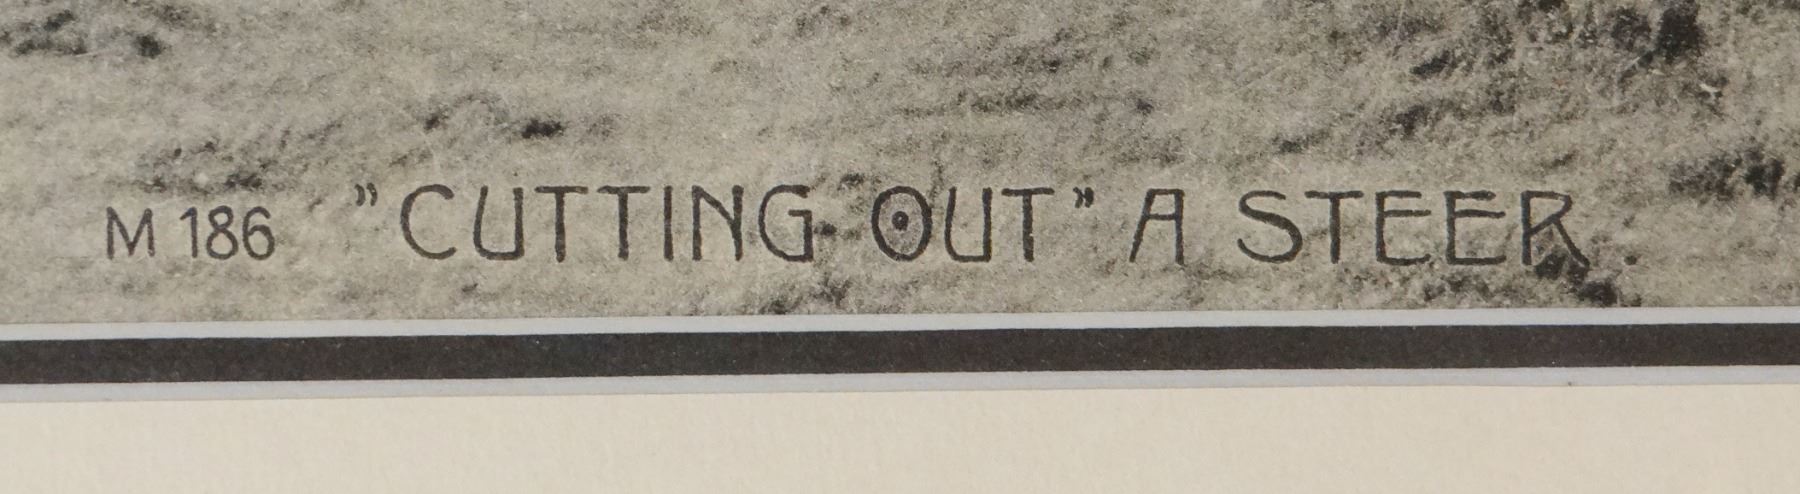 M 186 "CUTTING OUT" A STEER.